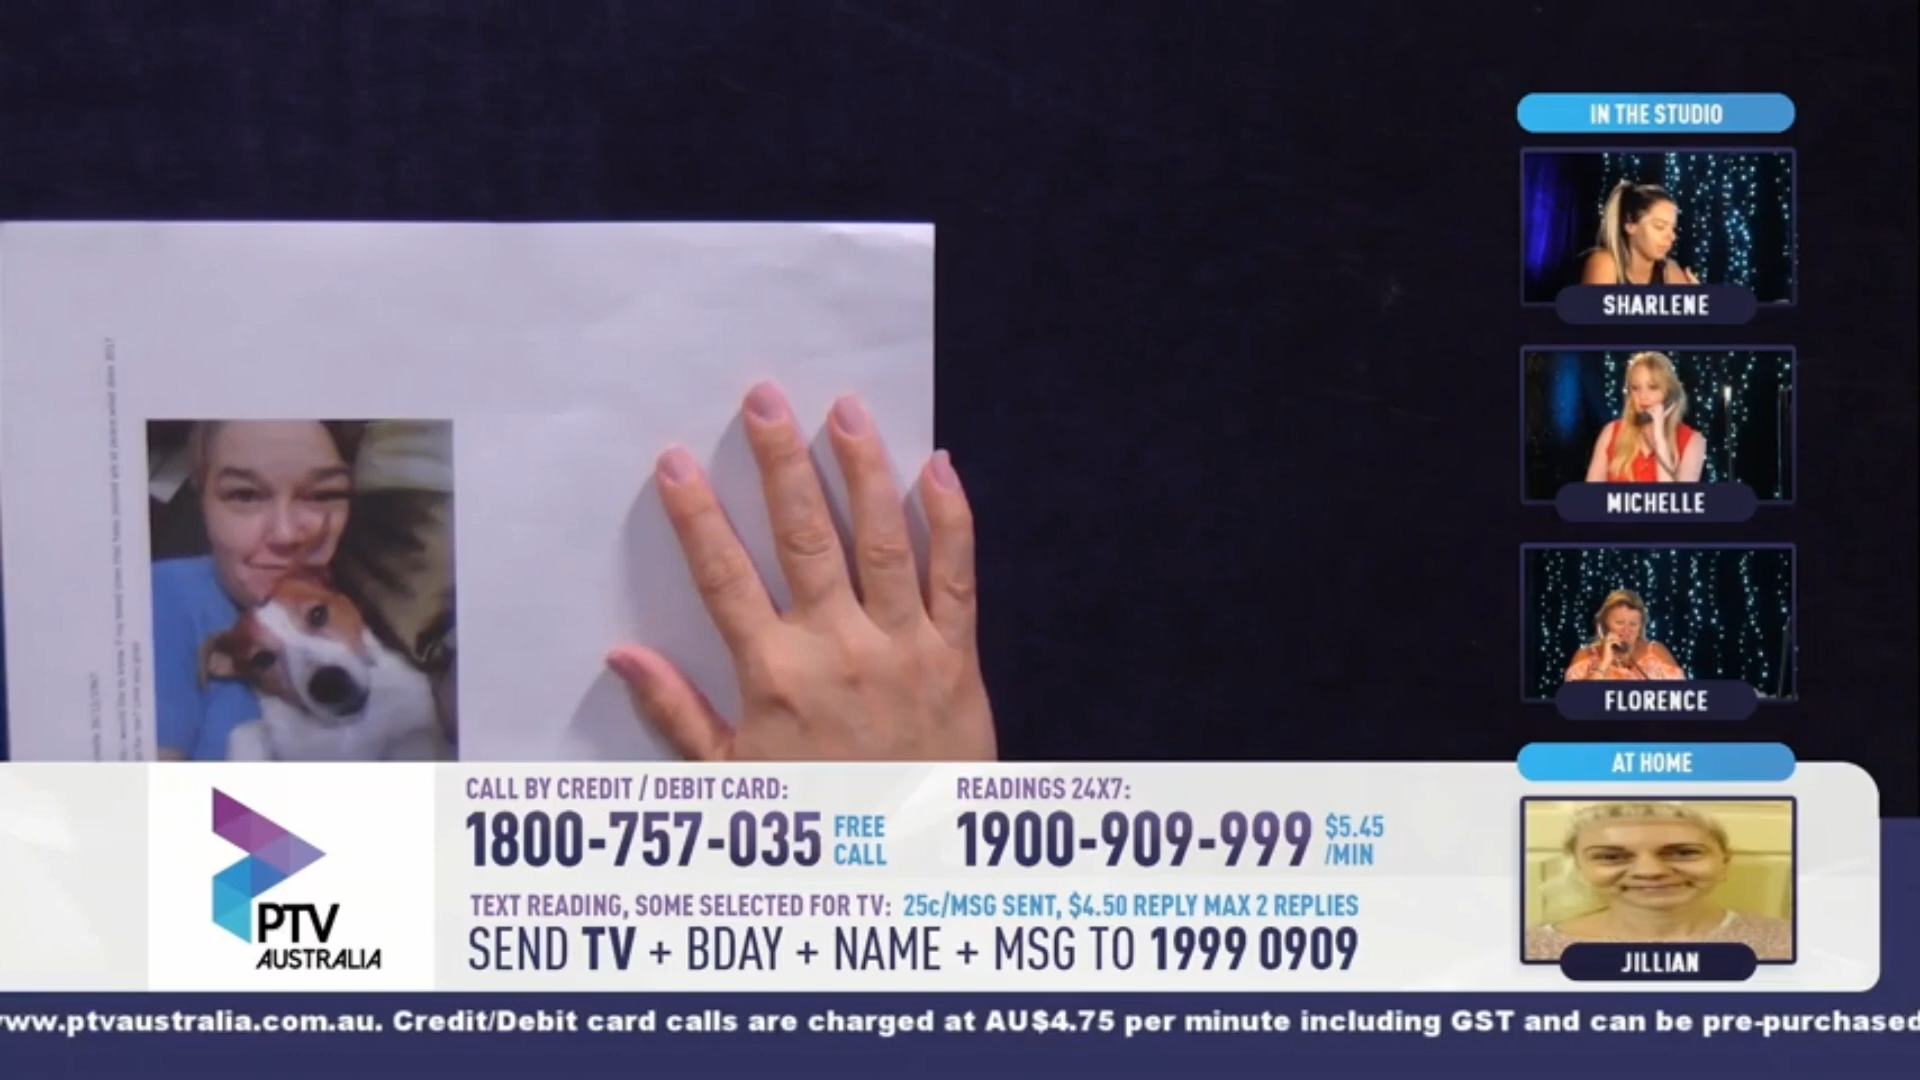 IN THE STUDIO
SHARLENE
MICHELLE
FLORENCE
AT HOME
JILLIAN
CALL BY CREDIT / DEBIT CARD:
1800-757-035 FREE CALL
READINGS 24X7:
1900-909-999 $5.45 /MIN
TEXT READING, SOME SELECTED FOR TV: 25c/MSG SENT, $4.50 REPLY MAX 2 REPLIES
SEND TV + BDAY + NAME + MSG TO 1999 0909
PTV
AUSTRALIA
www.ptvaustralia.com.au. Credit/Debit card calls are charged at AU$4.75 per minute including GST and can be pre-purchased